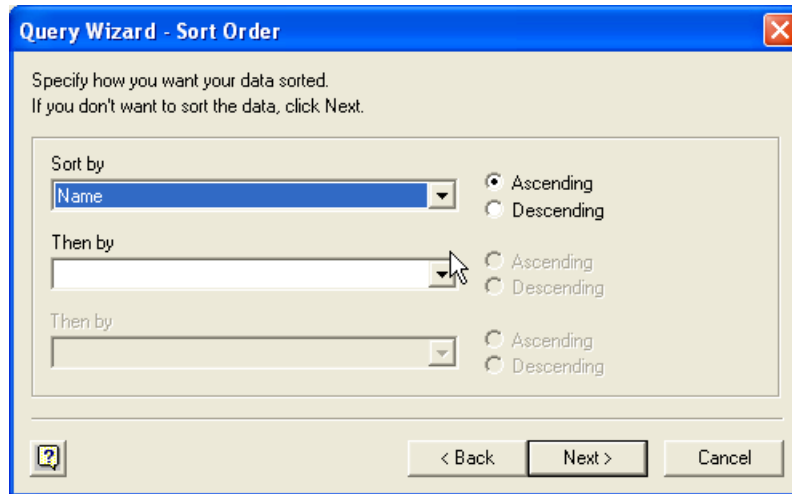 Query Wizard - Sort Order
Specify how you want your data sorted.
If you don't want to sort the data, click Next.
Sort by
Name
Ascending
Descending
Then by
Ascending
Descending
Then by
Ascending
Descending
?
< Back
Next >
Cancel